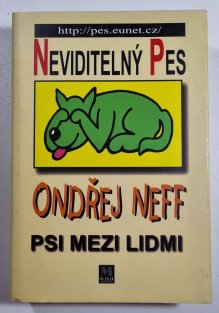 http://pes.eunet.cz/
NEVIDITELNÝ PES
ONDŘEJ NEFF
PSI MEZI LIDMI
M